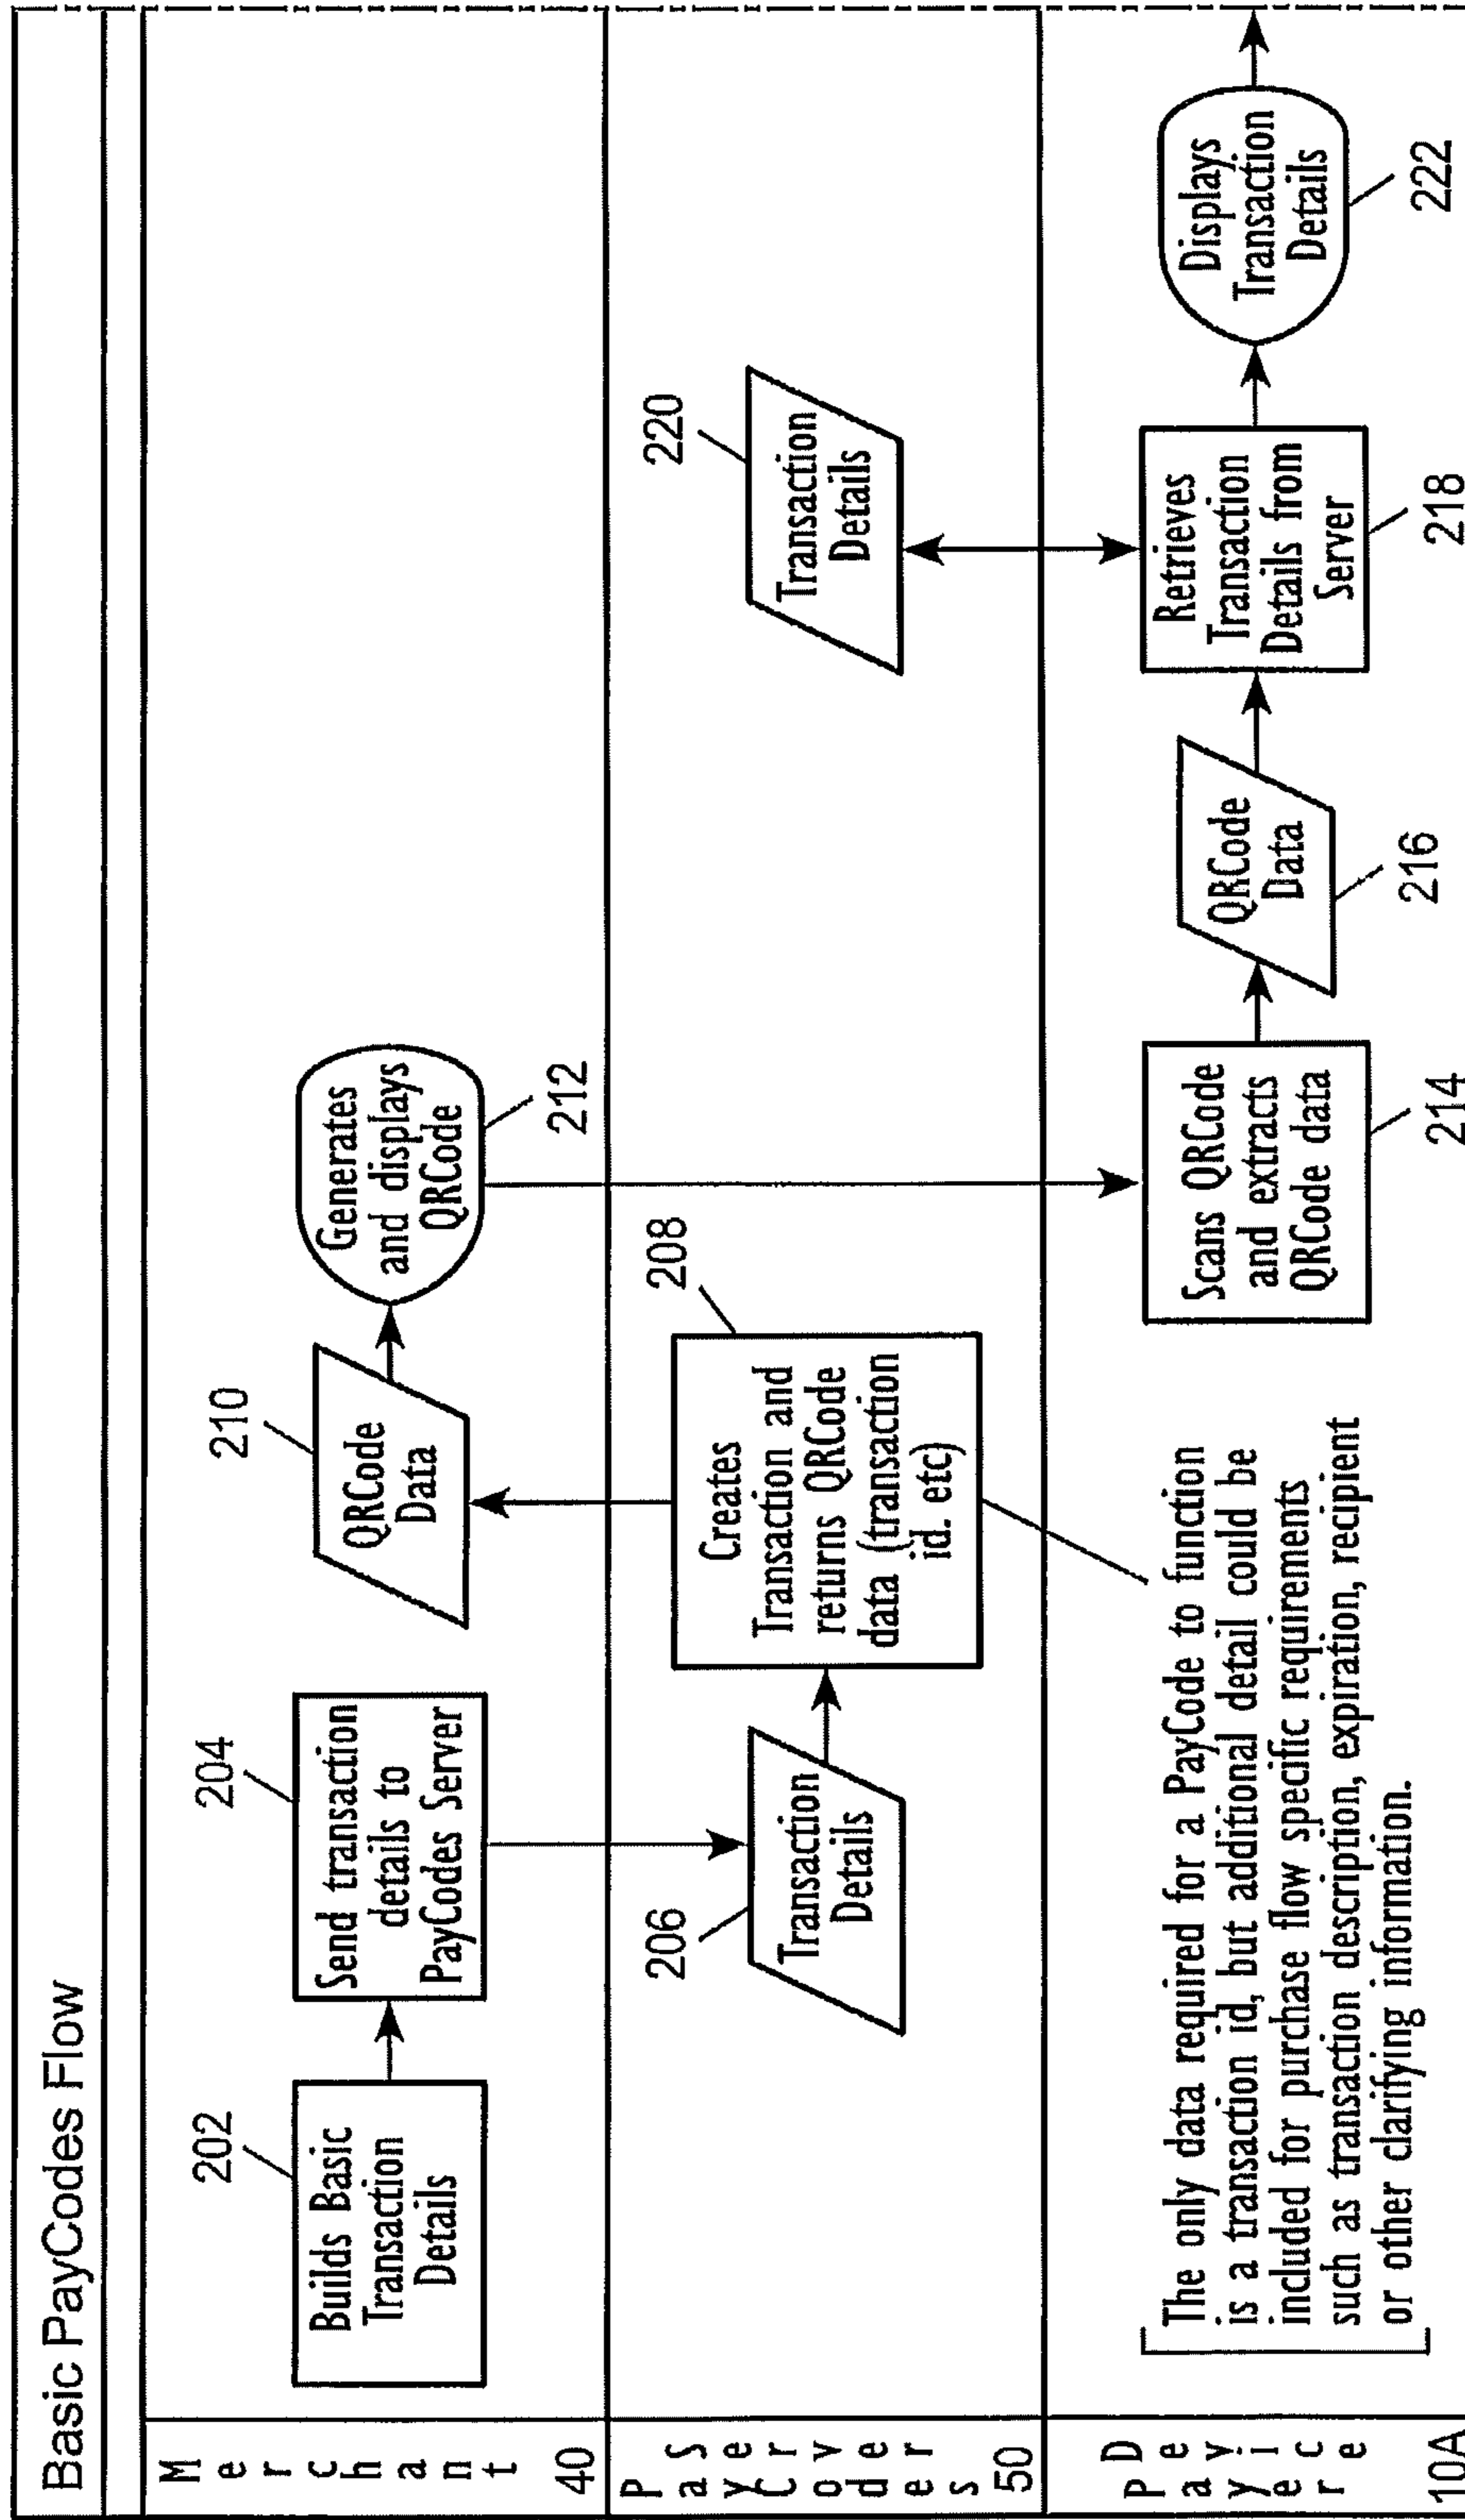 Basic PayCodes Flow
Merchant
40
202
Builds Basic
Transaction
Details
204
Send transaction
details to
PayCodes Server
210
QRCode
Data
Generates
and displays
QRCode
212
PayCodes
Server
50
206
Transaction
Details
208
Creates
Transaction and
returns QRCode
data (transaction
id. etc)
220
Transaction
Details
Payer
Device
10A
The only data required for a PayCode to function
is a transaction id, but additional detail could be
included for purchase flow specific requirements
such as transaction description, expiration, recipient
or other clarifying information.
Scans QRCode
and extracts
QRCode data
214
QRCode
Data
216
Retrieves
Transaction
Details from
Server
218
Displays
Transaction
Details
222